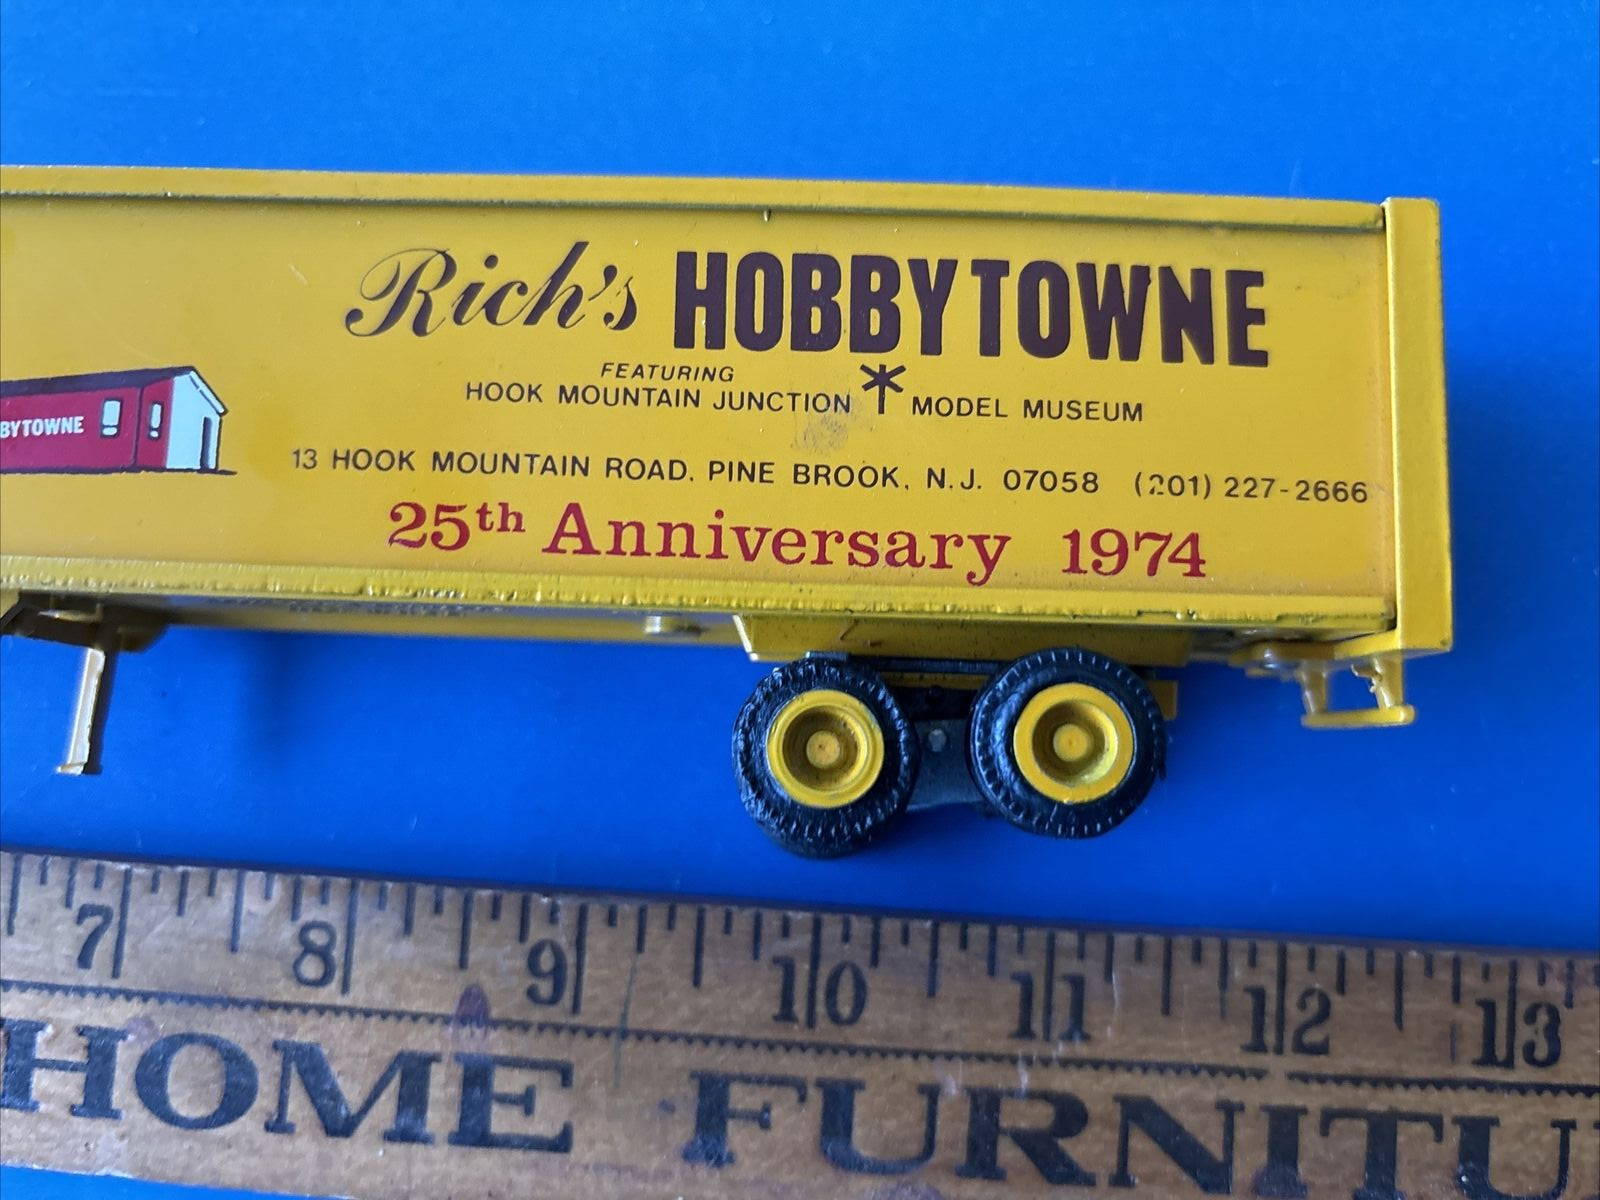 Rich's HOBBYTOWNE
FEATURING
HOOK MOUNTAIN JUNCTION MODEL MUSEUM
BYTOWNE
13 HOOK MOUNTAIN ROAD. PINE BROOK, N.J. 07058 (201) 227-2666
25th Anniversary 1974
7 8 9 10 11 12 13
HOME FURNITU